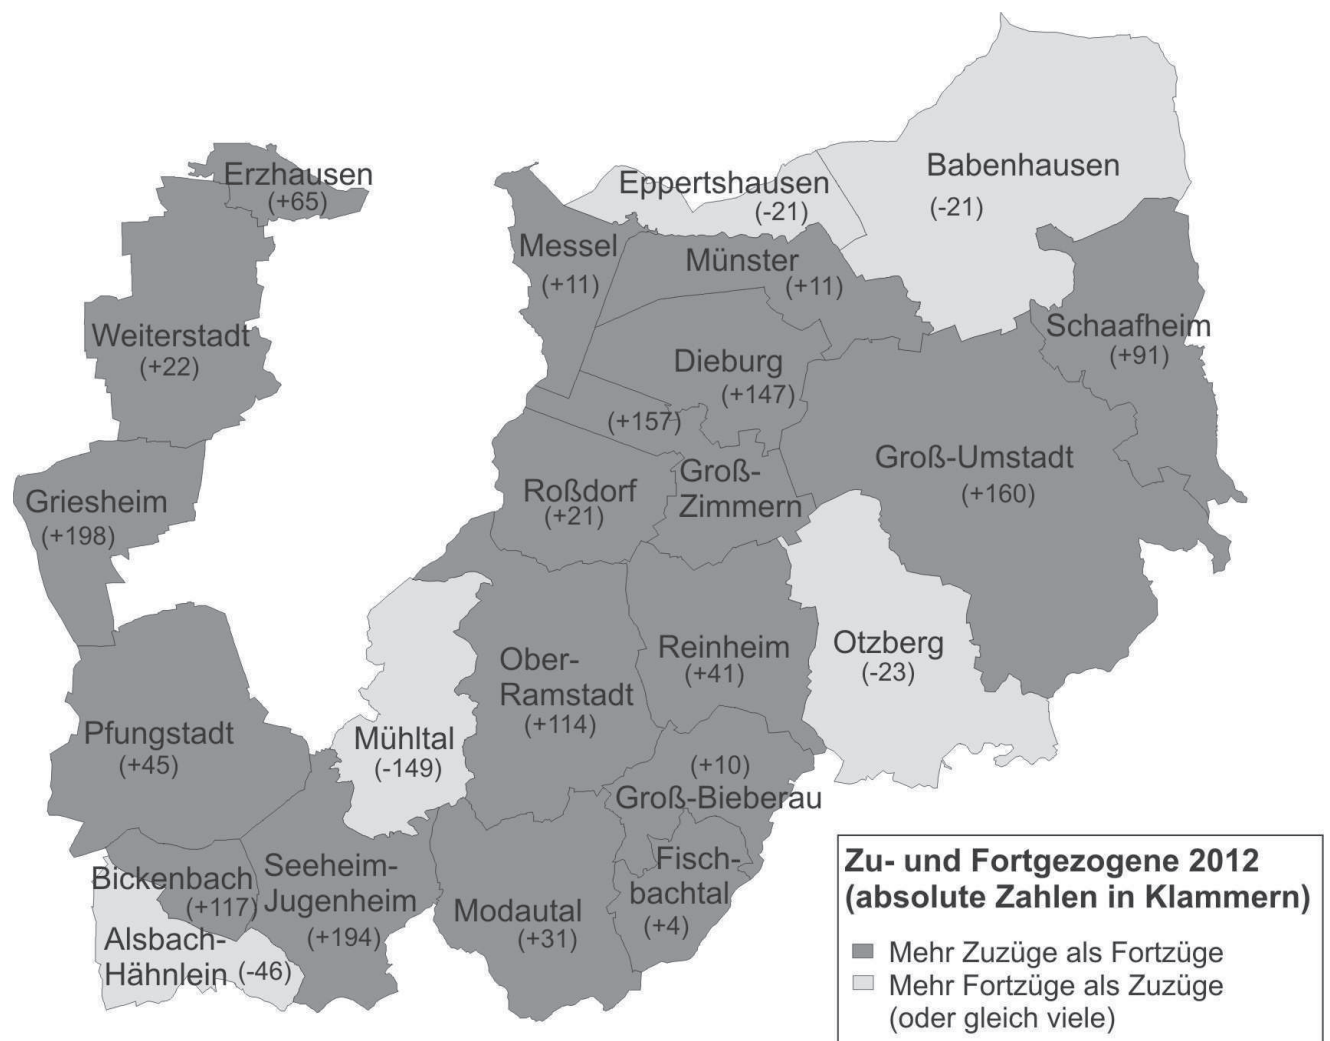 Erzhausen
(+65)
Eppertshausen
(-21)
Babenhausen
(-21)
Messel
(+11)
Münster
(+11)
Weiterstadt
(+22)
Schaafheim
(+91)
Dieburg
(+147)
(+157)
Groß-
Zimmern
Groß-Umstadt
(+160)
Griesheim
(+198)
Roßdorf
(+21)
Otzberg
(-23)
Reinheim
(+41)
Ober-
Ramstadt
(+114)
Pfungstadt
(+45)
Mühltal
(-149)
(+10)
Groß-Bieberau
Fisch-
bachtal
(+4)
Bickenbach
(+117)
Seeheim-
Jugenheim
(+194)
Modautal
(+31)
Alsbach-
Hähnlein (-46)
Zu- und Fortgezogene 2012
(absolute Zahlen in Klammern)
Mehr Zuzüge als Fortzüge
Mehr Fortzüge als Zuzüge
(oder gleich viele)